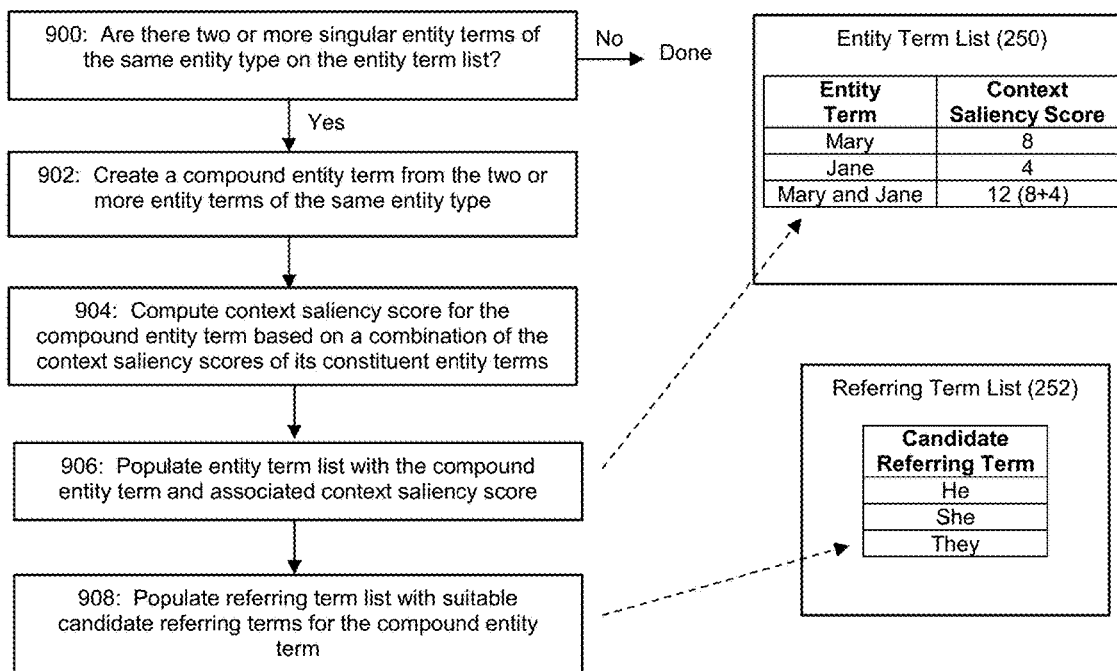 900: Are there two or more singular entity terms of
the same entity type on the entity term list?
No
Done
Yes
902: Create a compound entity term from the two or
more entity terms of the same entity type
904: Compute context saliency score for the
compound entity term based on a combination of the
context saliency scores of its constituent entity terms
906: Populate entity term list with the compound
entity term and associated context saliency score
908: Populate referring term list with suitable
candidate referring terms for the compound entity
term
Entity Term List (250)
Entity Term
Context Saliency Score
Mary 8
Jane 4
Mary and Jane 12 (8+4)
Referring Term List (252)
Candidate
Referring Term
He
She
They